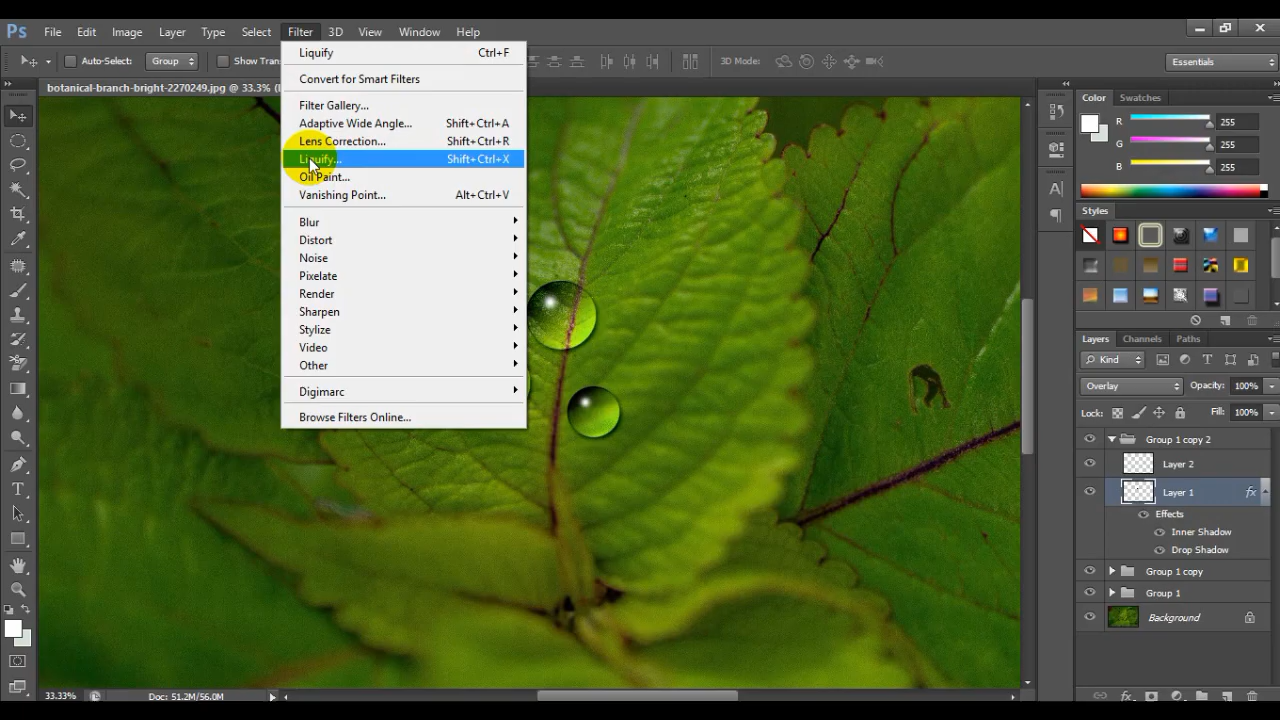 Ps File Edit Image Layer Type Select Filter 3D View Window Help
Auto-Select: Group Show 3D Mode: Essentials
botanical-branch-bright-2270249.jpg @ 33.3%
Liquify Ctrl+F
Convert for Smart Filters
Filter Gallery...
Adaptive Wide Angle... Shift+Ctrl+A
Lens Correction... Shift+Ctrl+R
Liquify... Shift+Ctrl+X
Oil Paint...
Vanishing Point... Alt+Ctrl+V
Blur
Distort
Noise
Pixelate
Render
Sharpen
Stylize
Video
Other
Digimarc
Browse Filters Online...
Color Swatches
R 255
G 255
B 255
Styles
Layers Channels Paths
Kind
Overlay Opacity: 100%
Lock: Fill: 100%
Group 1 copy 2
Layer 2
Layer 1 fx
Effects
Inner Shadow
Drop Shadow
Group 1 copy
Group 1
Background
33.33% Doc: 51.2M/56.0M